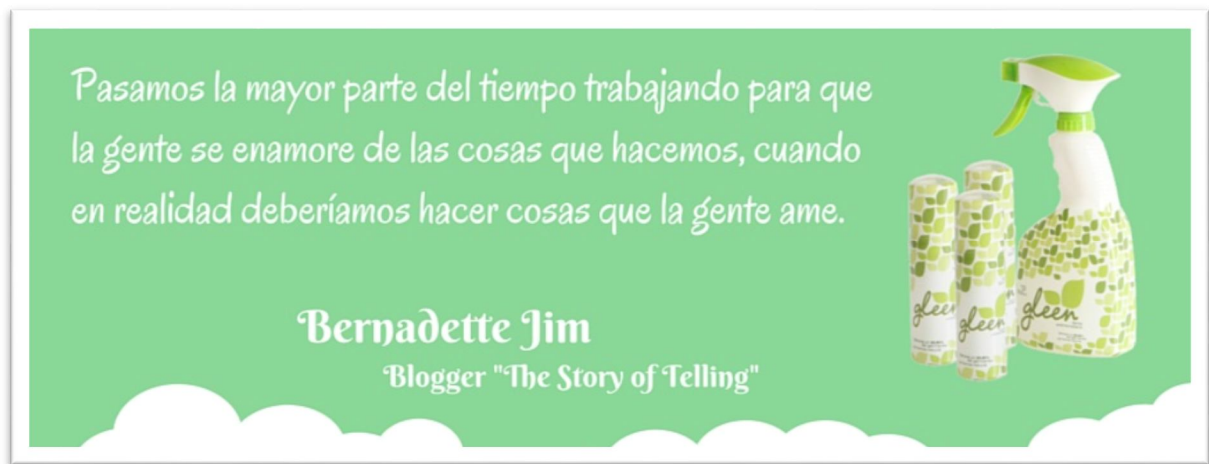 Pasamos la mayor parte del tiempo trabajando para que
la gente se enamore de las cosas que hacemos, cuando
en realidad deberíamos hacer cosas que la gente ame.
Bernadette Jim
Blogger "The Story of Telling"
gleen
gleen
gleen